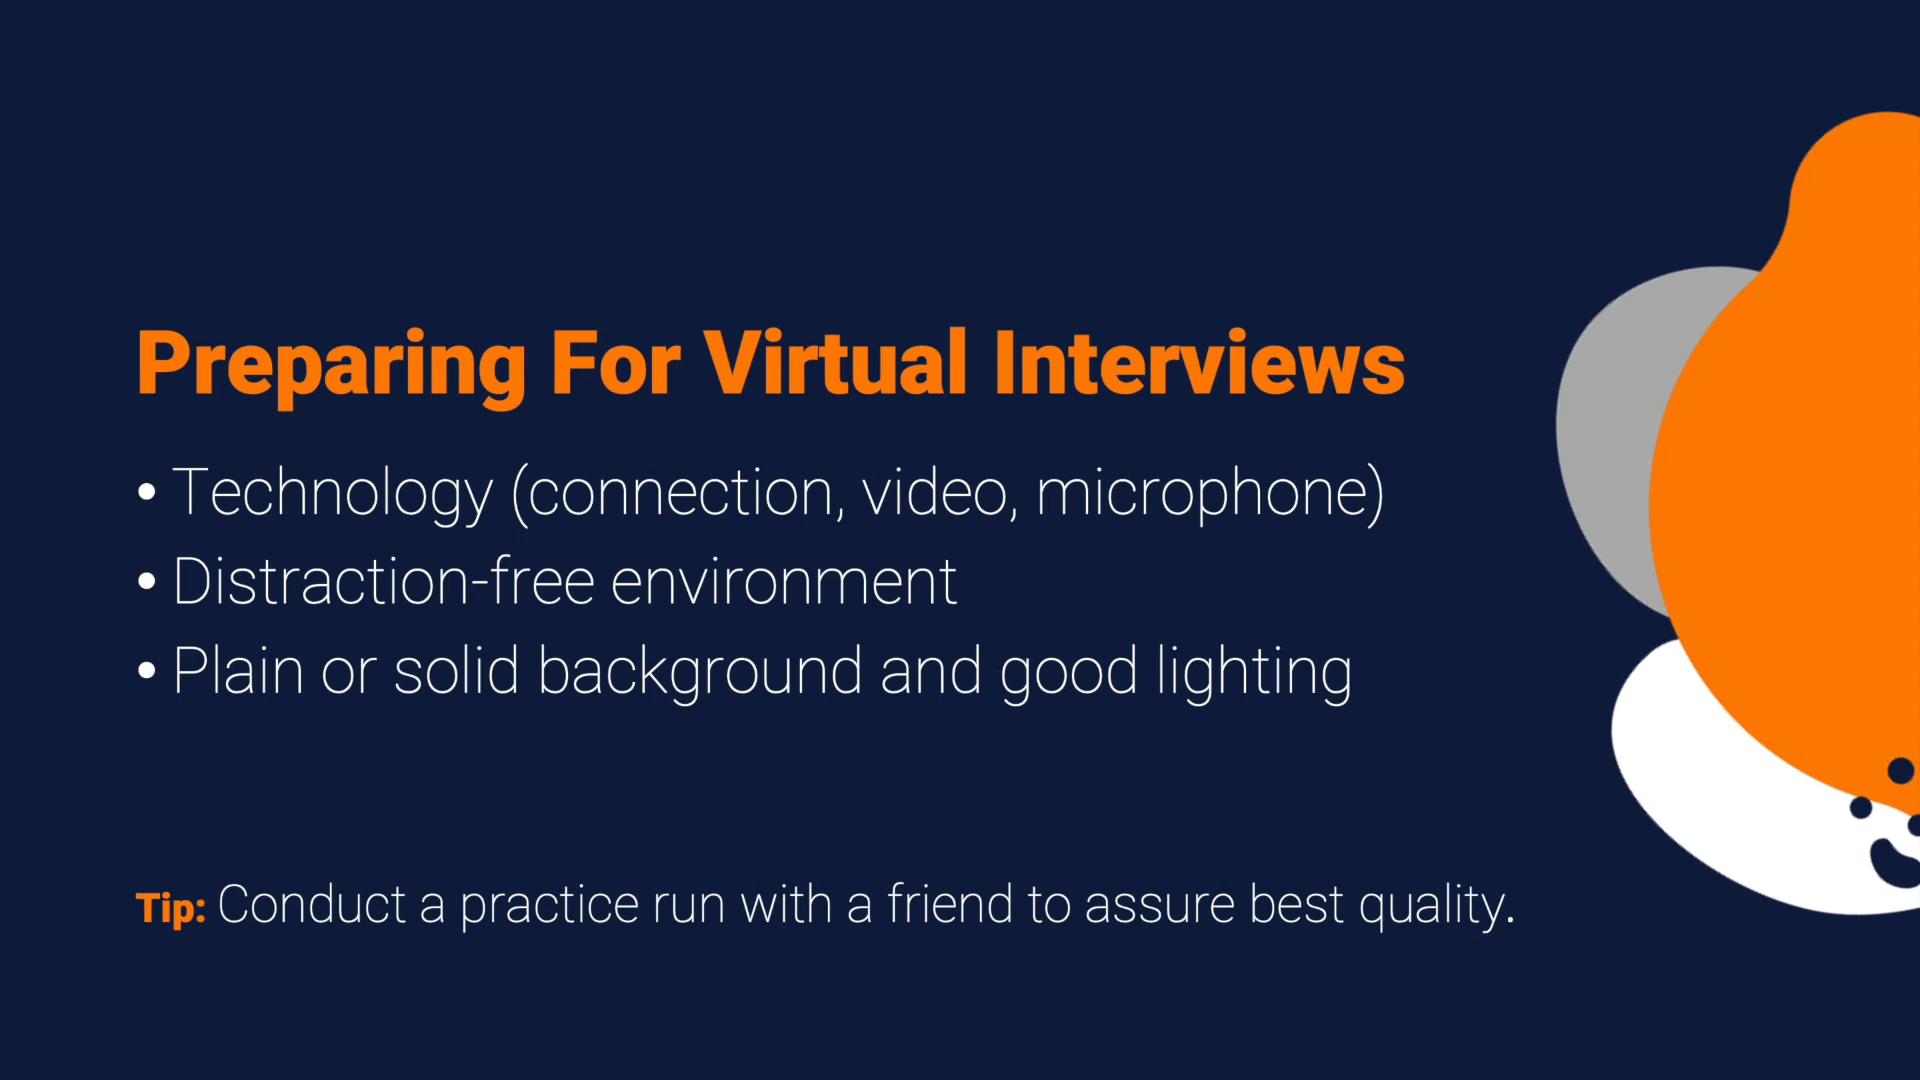 Preparing For Virtual Interviews
• Technology (connection, video, microphone)
• Distraction-free environment
• Plain or solid background and good lighting
Tip: Conduct a practice run with a friend to assure best quality.